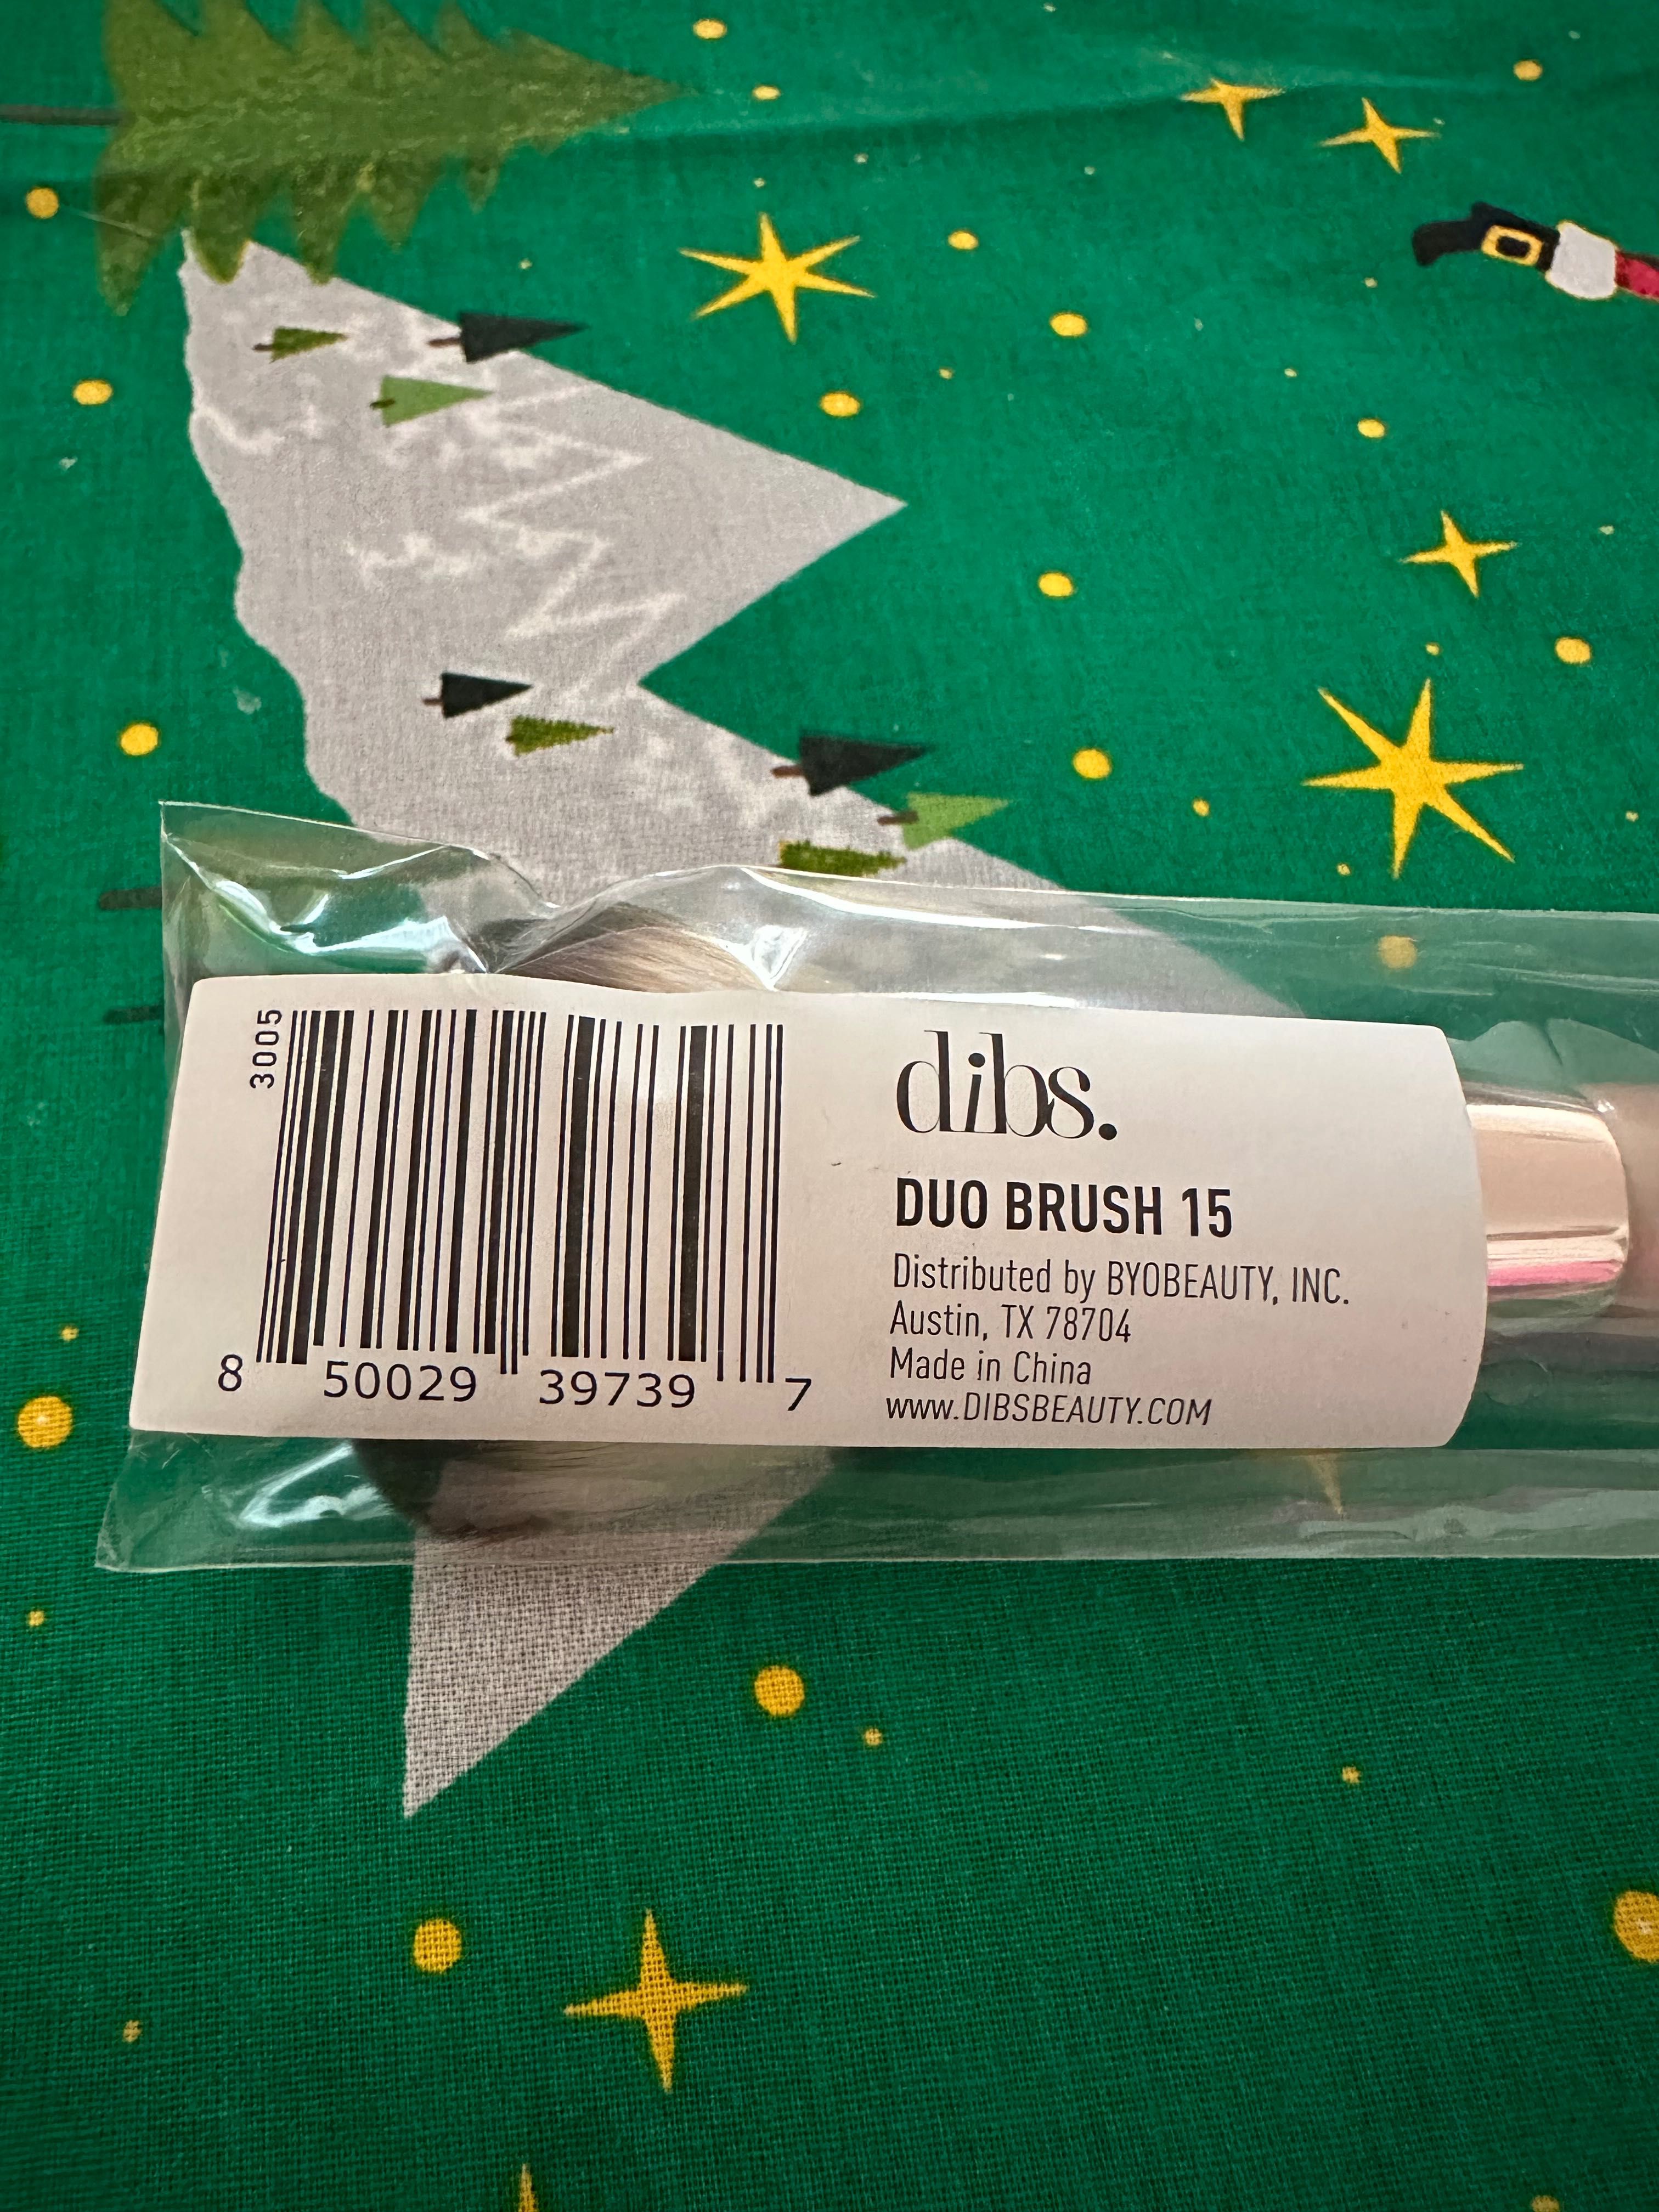 3005
8 50029 39739 7
dibs.
DUO BRUSH 15
Distributed by BYOBEAUTY, INC.
Austin, TX 78704
Made in China
www.DIBSBEAUTY.COM